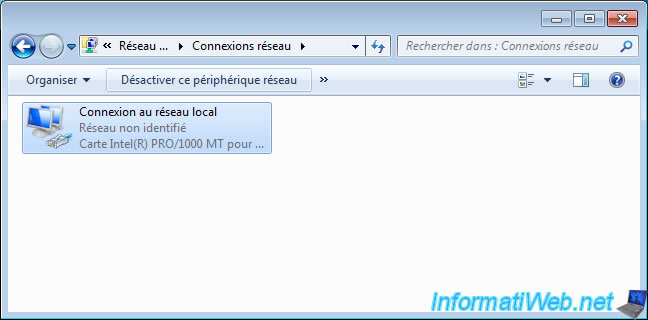 « Réseau ... ▸ Connexions réseau ▸
Rechercher dans : Connexions réseau
Organiser ▾ Désactiver ce périphérique réseau »
Connexion au réseau local
Réseau non identifié
Carte Intel(R) PRO/1000 MT pour ...
InformatiWeb.net